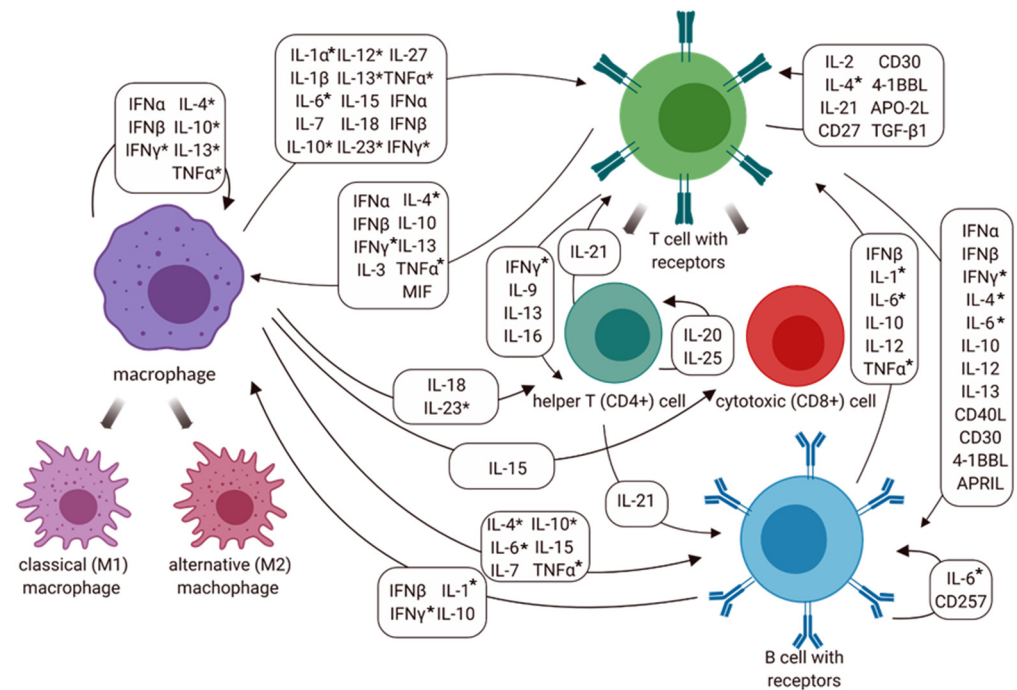 IL-1α* IL-12* IL-27
IL-1β IL-13* TNFα*
IL-6* IL-15 IFNα
IL-7 IL-18 IFNβ
IL-10* IL-23* IFNγ*
IL-2 CD30
IL-4* 4-1BBL
IL-21 APO-2L
CD27 TGF-β1
IFNα IL-4*
IFNβ IL-10*
IFNγ* IL-13*
TNFα*
IFNα IL-4*
IFNβ IL-10
IFNγ* IL-13
IL-3 TNFα*
MIF
T cell with
receptors
IL-21
IFNγ*
IL-9
IL-13
IL-16
IL-20
IL-25
IFNβ
IL-1*
IL-6*
IL-10
IL-12
TNFα*
IFNα
IFNβ
IFNγ*
IL-4*
IL-6*
IL-10
IL-12
IL-13
CD40L
CD30
4-1BBL
APRIL
macrophage
helper T (CD4+) cell
cytotoxic (CD8+) cell
IL-18
IL-23*
IL-15
IL-21
IL-4* IL-10*
IL-6* IL-15
IL-7 TNFα*
classical (M1)
macrophage
alternative (M2)
machophage
IFNβ IL-1*
IFNγ* IL-10
IL-6*
CD257
B cell with
receptors